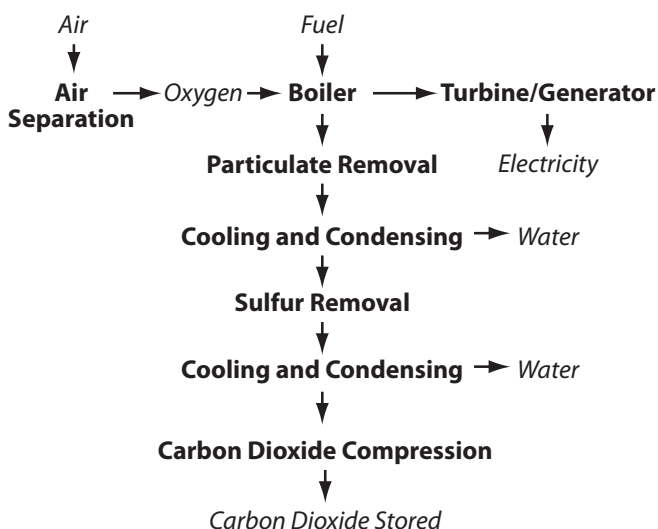 Air
Fuel
Air
Separation
Oxygen
Boiler
Turbine/Generator
Particulate Removal
Electricity
Cooling and Condensing
Water
Sulfur Removal
Cooling and Condensing
Water
Carbon Dioxide Compression
Carbon Dioxide Stored